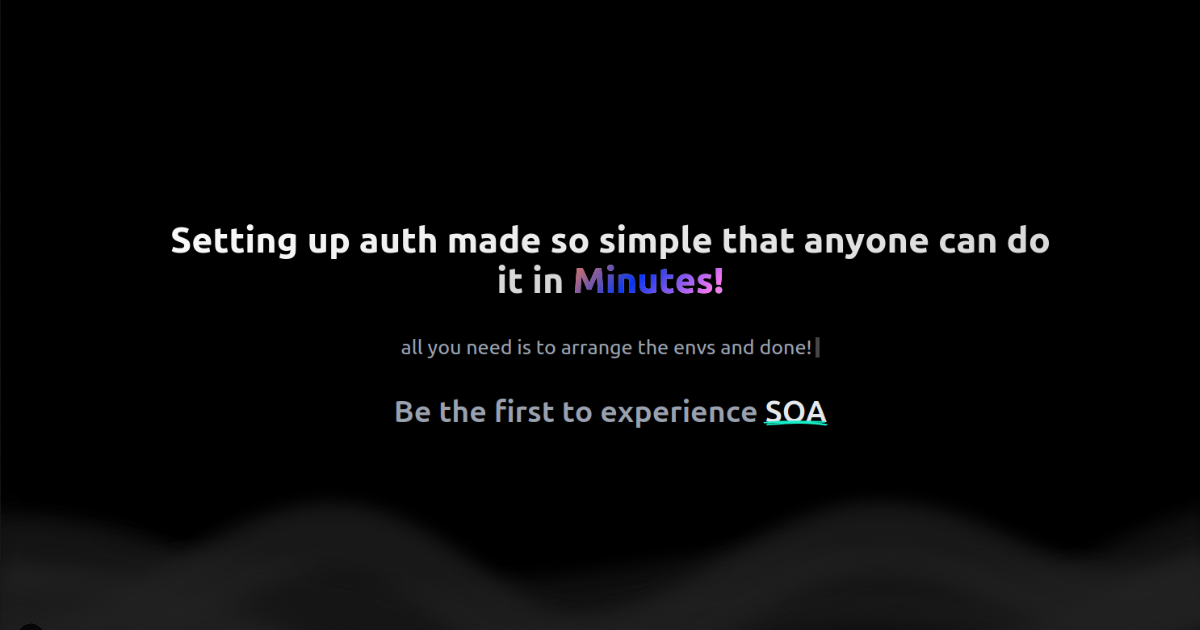 Setting up auth made so simple that anyone can do
it in Minutes!
all you need is to arrange the envs and done!
Be the first to experience SOA